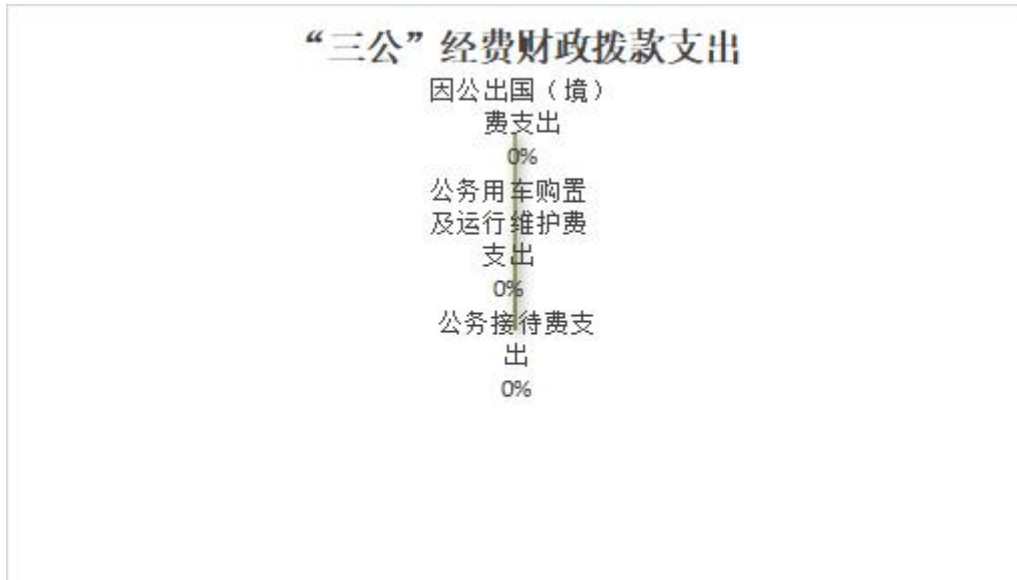 “三公”经费财政拨款支出
因公出国（境）
费支出
0%
公务用车购置
及运行维护费
支出
0%
公务接待费支
出
0%